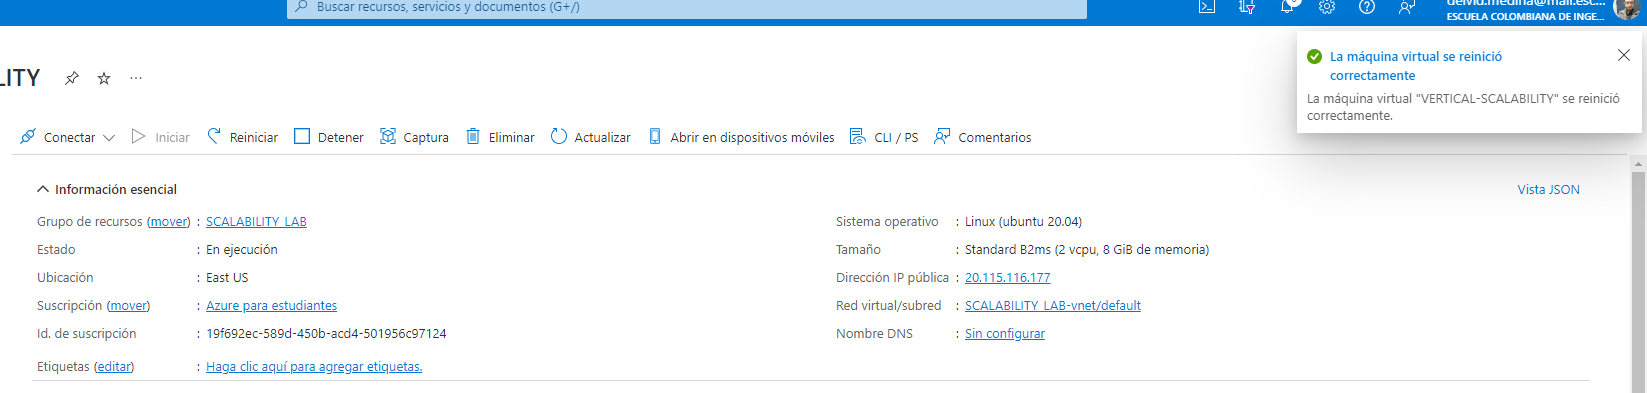 Buscar recursos, servicios y documentos (G+/)
ESCUELA COLOMBIANA DE INGE...
LITY
La máquina virtual se reinició
correctamente
La máquina virtual "VERTICAL-SCALABILITY" se reinició
correctamente.
Conectar Iniciar Reiniciar Detener Captura Eliminar Actualizar Abrir en dispositivos móviles CLI / PS Comentarios
Información esencial Vista JSON
Grupo de recursos (mover) : SCALABILITY_LAB
Estado : En ejecución
Ubicación : East US
Suscripción (mover) : Azure para estudiantes
Id. de suscripción : 19f692ec-589d-450b-acd4-501956c97124
Etiquetas (editar) : Haga clic aquí para agregar etiquetas.
Sistema operativo : Linux (ubuntu 20.04)
Tamaño : Standard B2ms (2 vcpu, 8 GiB de memoria)
Dirección IP pública : 20.115.116.177
Red virtual/subred : SCALABILITY_LAB-vnet/default
Nombre DNS : Sin configurar